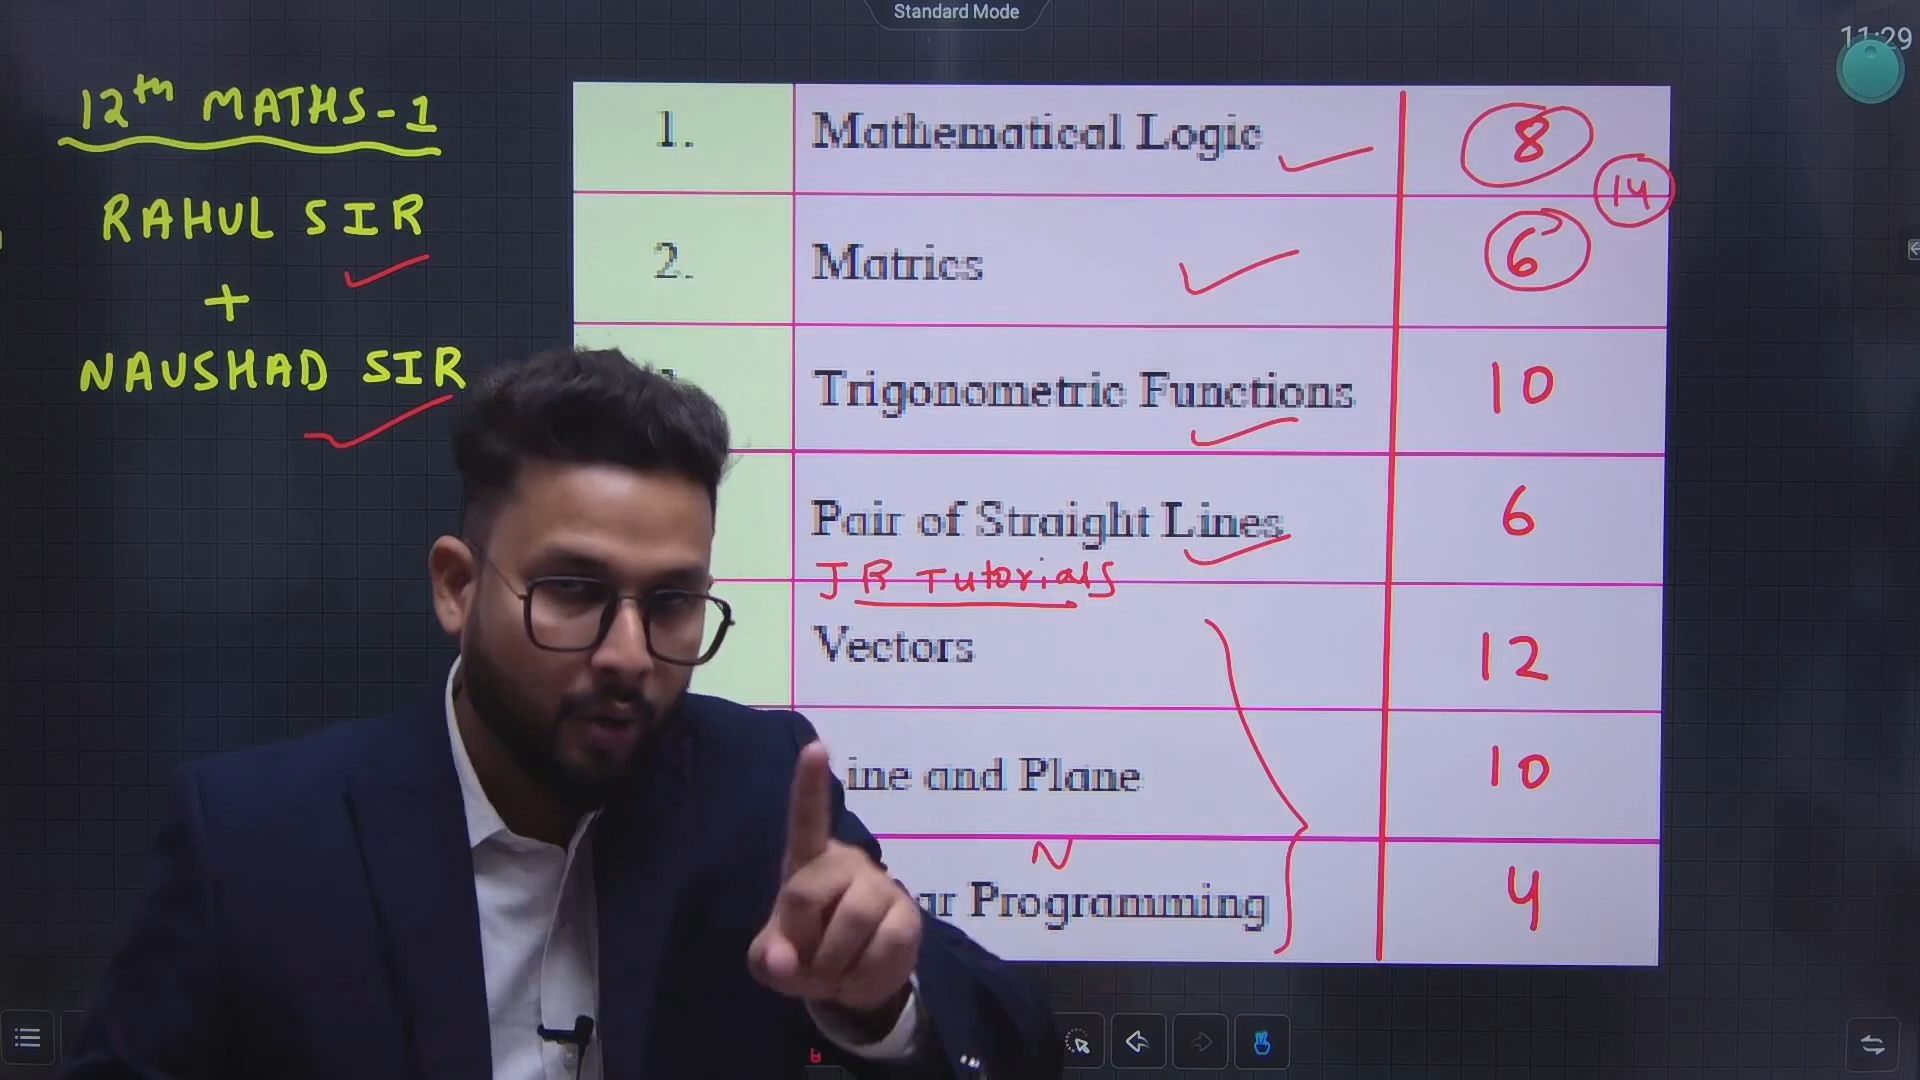 Standard Mode
11:29
12th MATHS-1
RAHUL SIR
+
NAUSHAD SIR
1. Mathematical Logic 8
14
2. Matrics 6
Trigonometric Functions 10
Pair of Straight Lines 6
JR Tutorials
Vectors 12
ine and Plane 10
N
ar Programming 4